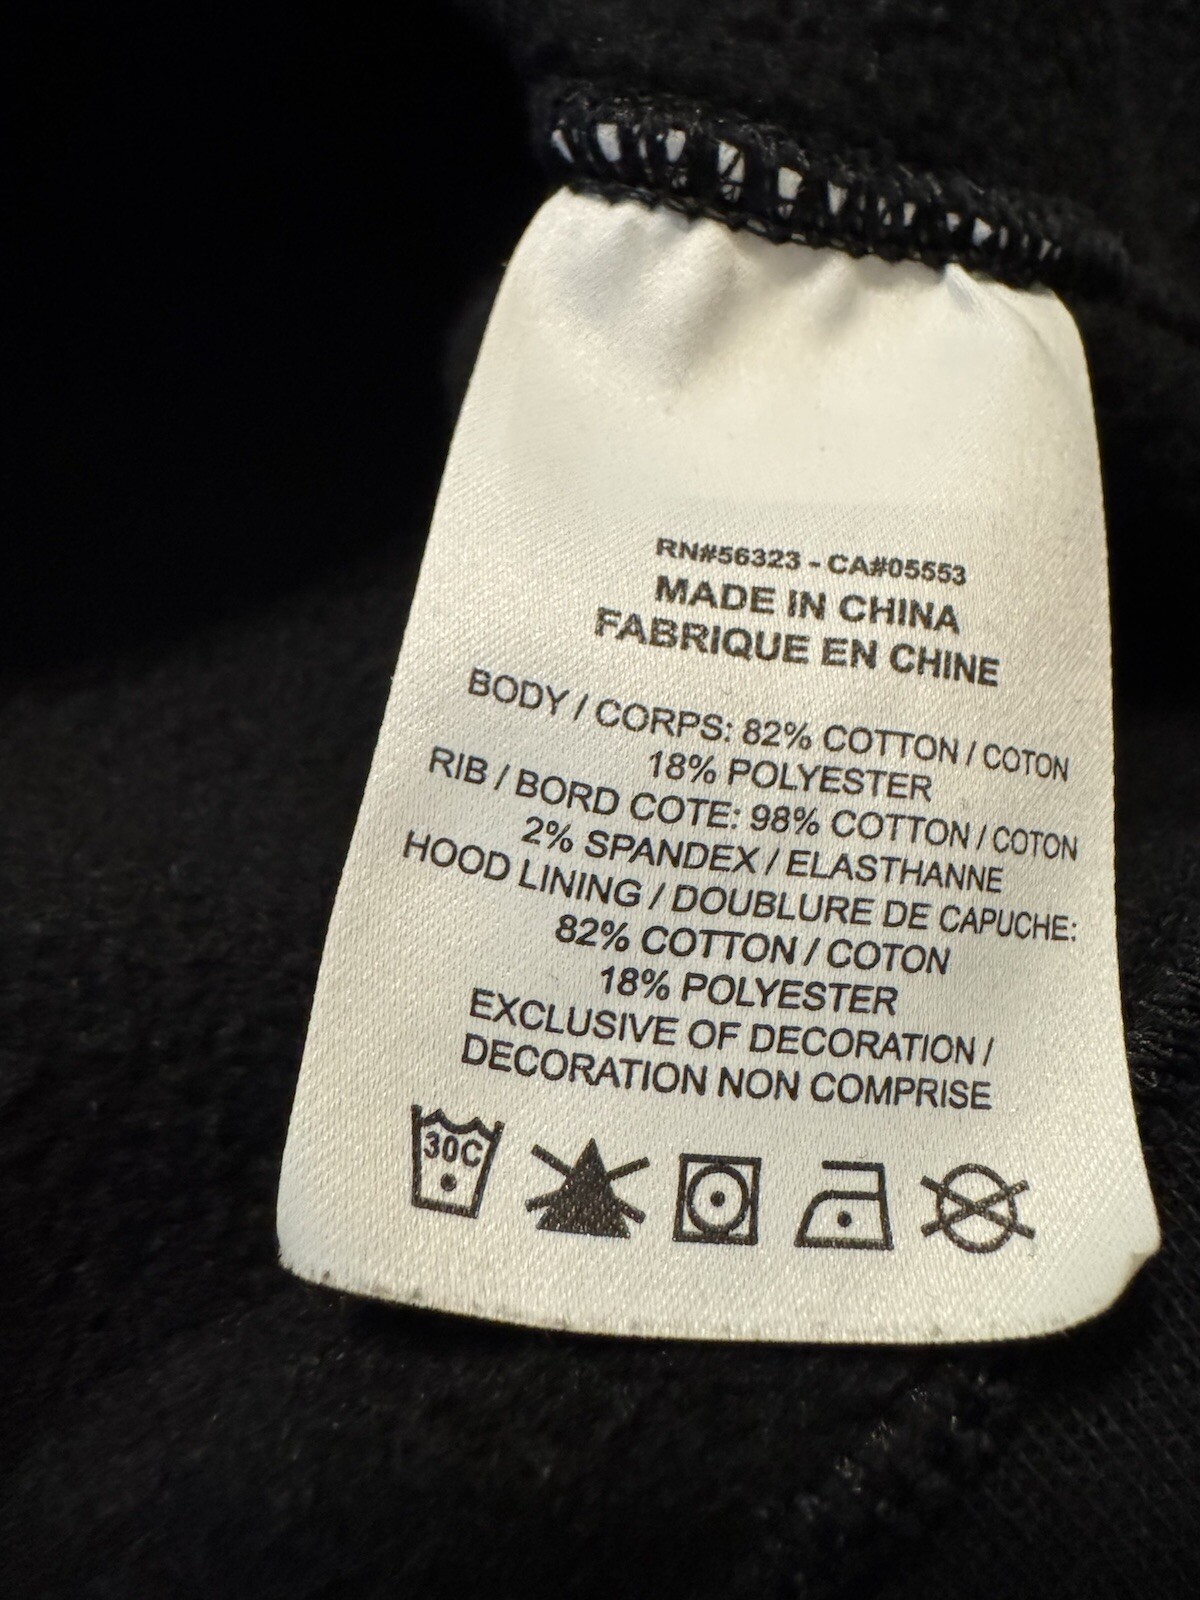 RN#56323 - CA#05553
MADE IN CHINA
FABRIQUE EN CHINE
BODY / CORPS: 82% COTTON / COTON
18% POLYESTER
RIB / BORD COTE: 98% COTTON / COTON
2% SPANDEX / ELASTHANNE
HOOD LINING / DOUBLURE DE CAPUCHE:
82% COTTON / COTON
18% POLYESTER
EXCLUSIVE OF DECORATION /
DECORATION NON COMPRISE
30C